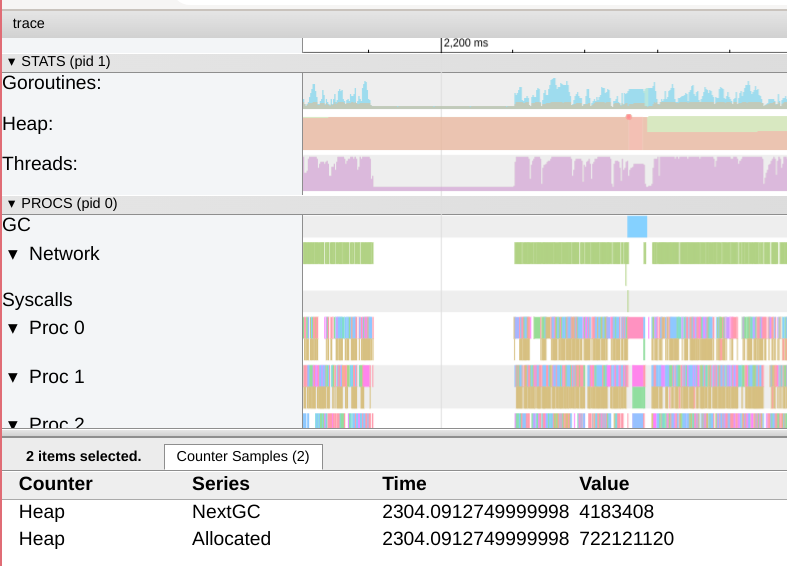 trace
2,200 ms
▼ STATS (pid 1)
Goroutines:
Heap:
Threads:
▼ PROCS (pid 0)
GC
▼ Network
Syscalls
▼ Proc 0
▼ Proc 1
▼ Proc 2
2 items selected. Counter Samples (2)
Counter Series Time Value
Heap NextGC 2304.0912749999998 4183408
Heap Allocated 2304.0912749999998 722121120